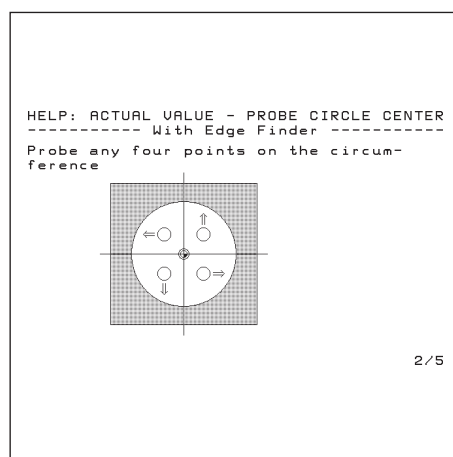 HELP: ACTUAL VALUE - PROBE CIRCLE CENTER
----------- With Edge Finder -----------
Probe any four points on the circum-
ference
2/5